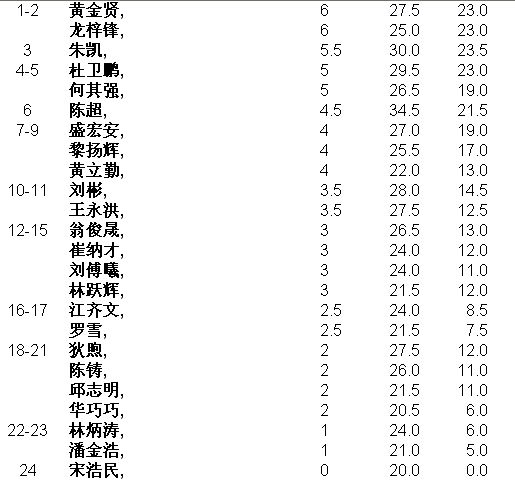 1-2 黄金贤, 6 27.5 23.0
龙梓锋, 6 25.0 23.0
3 朱凯, 5.5 30.0 23.5
4-5 杜卫鹏, 5 29.5 23.0
何其强, 5 26.5 19.0
6 陈超, 4.5 34.5 21.5
7-9 盛宏安, 4 27.0 19.0
黎扬辉, 4 25.5 17.0
黄立勤, 4 22.0 13.0
10-11 刘彬, 3.5 28.0 14.5
王永洪, 3.5 27.5 12.5
12-15 翁俊晟, 3 26.5 13.0
崔纳才, 3 24.0 12.0
刘傅曦, 3 24.0 11.0
林跃辉, 3 21.5 12.0
16-17 江齐文, 2.5 24.0 8.5
罗雪, 2.5 21.5 7.5
18-21 狄煦, 2 27.5 12.0
陈铸, 2 26.0 11.0
邱志明, 2 21.5 11.0
华巧巧, 2 20.5 6.0
22-23 林炳涛, 1 24.0 6.0
潘金浩, 1 21.0 5.0
24 宋浩民, 0 20.0 0.0